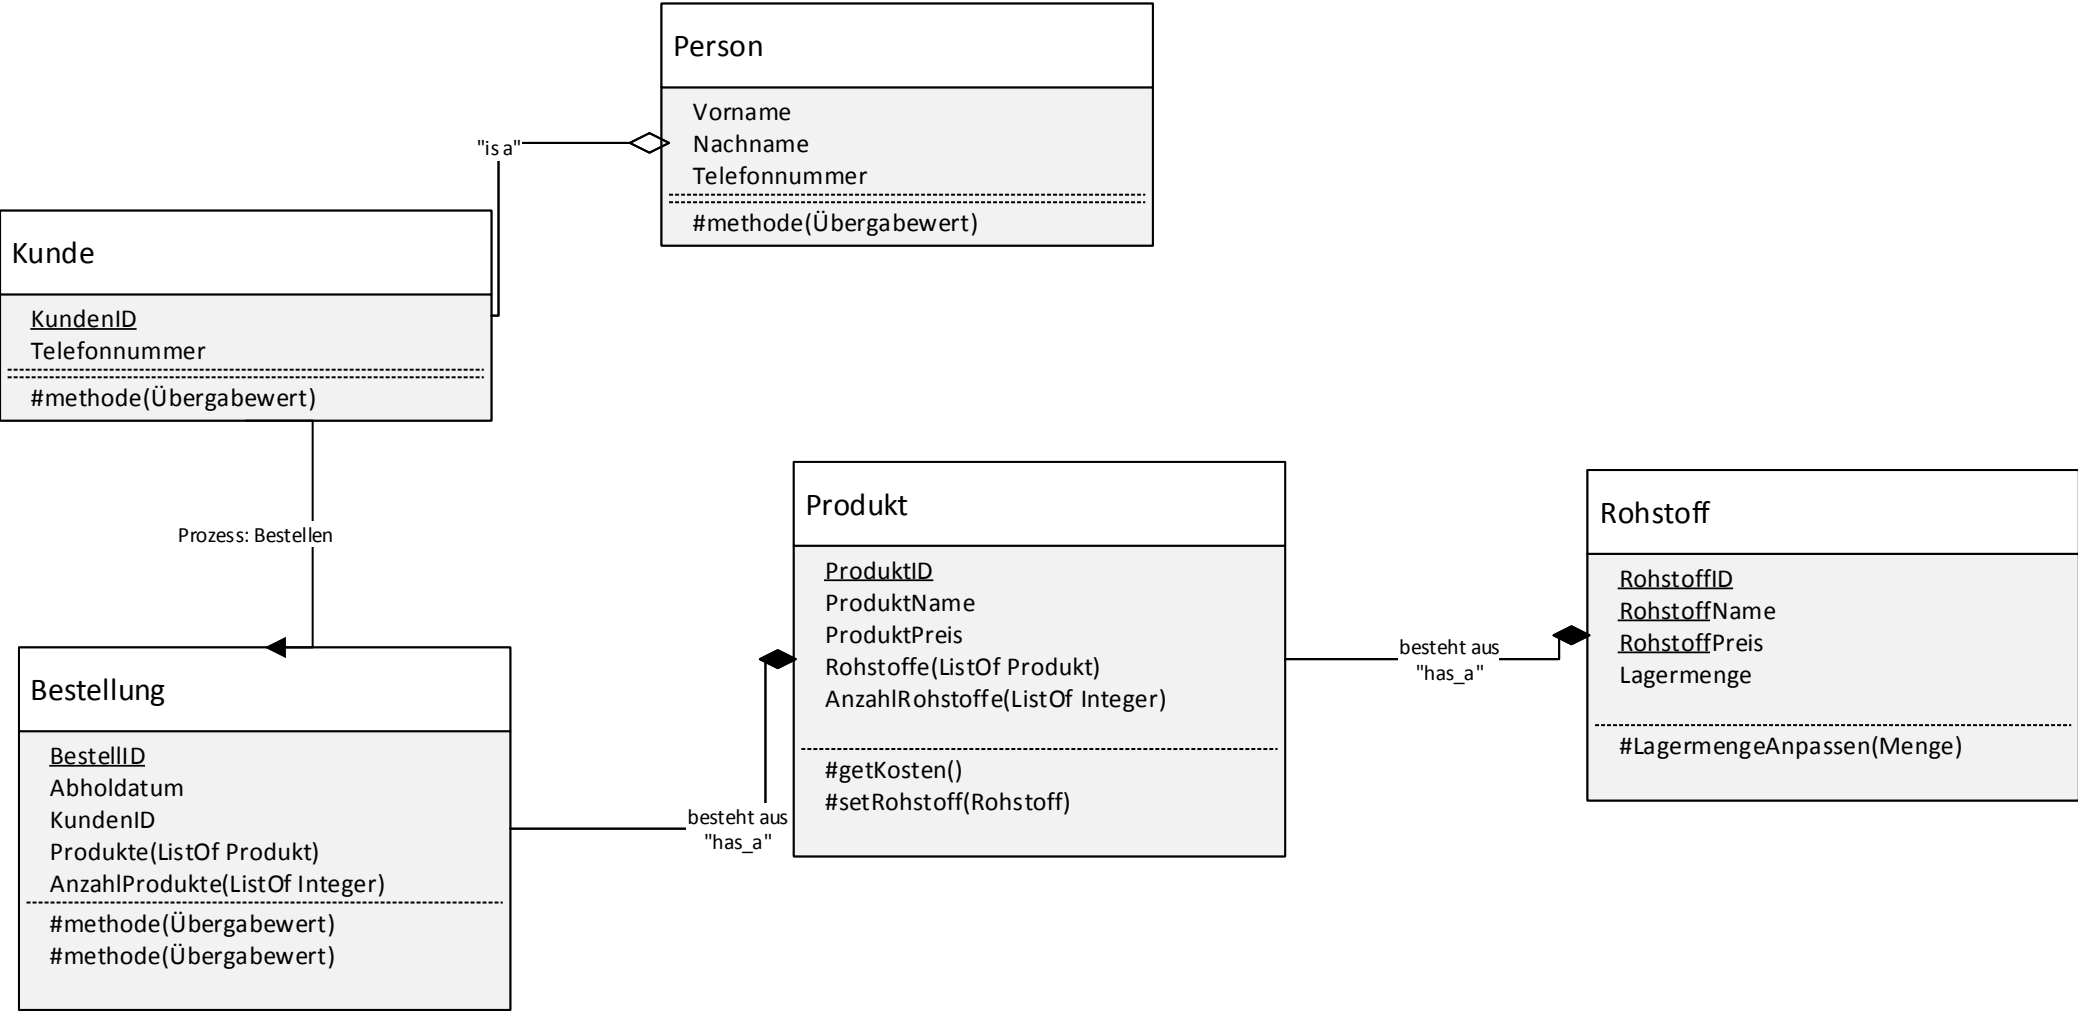 Person
Vorname
Nachname
Telefonnummer
#methode(Übergabewert)
"is a"
Kunde
KundenID
Telefonnummer
#methode(Übergabewert)
Prozess: Bestellen
Bestellung
BestellID
Abholdatum
KundenID
Produkte(ListOf Produkt)
AnzahlProdukte(ListOf Integer)
#methode(Übergabewert)
#methode(Übergabewert)
besteht aus
"has_a"
Produkt
ProduktID
ProduktName
ProduktPreis
Rohstoffe(ListOf Produkt)
AnzahlRohstoffe(ListOf Integer)
#getKosten()
#setRohstoff(Rohstoff)
besteht aus
"has_a"
Rohstoff
RohstoffID
RohstoffName
RohstoffPreis
Lagermenge
#LagermengeAnpassen(Menge)